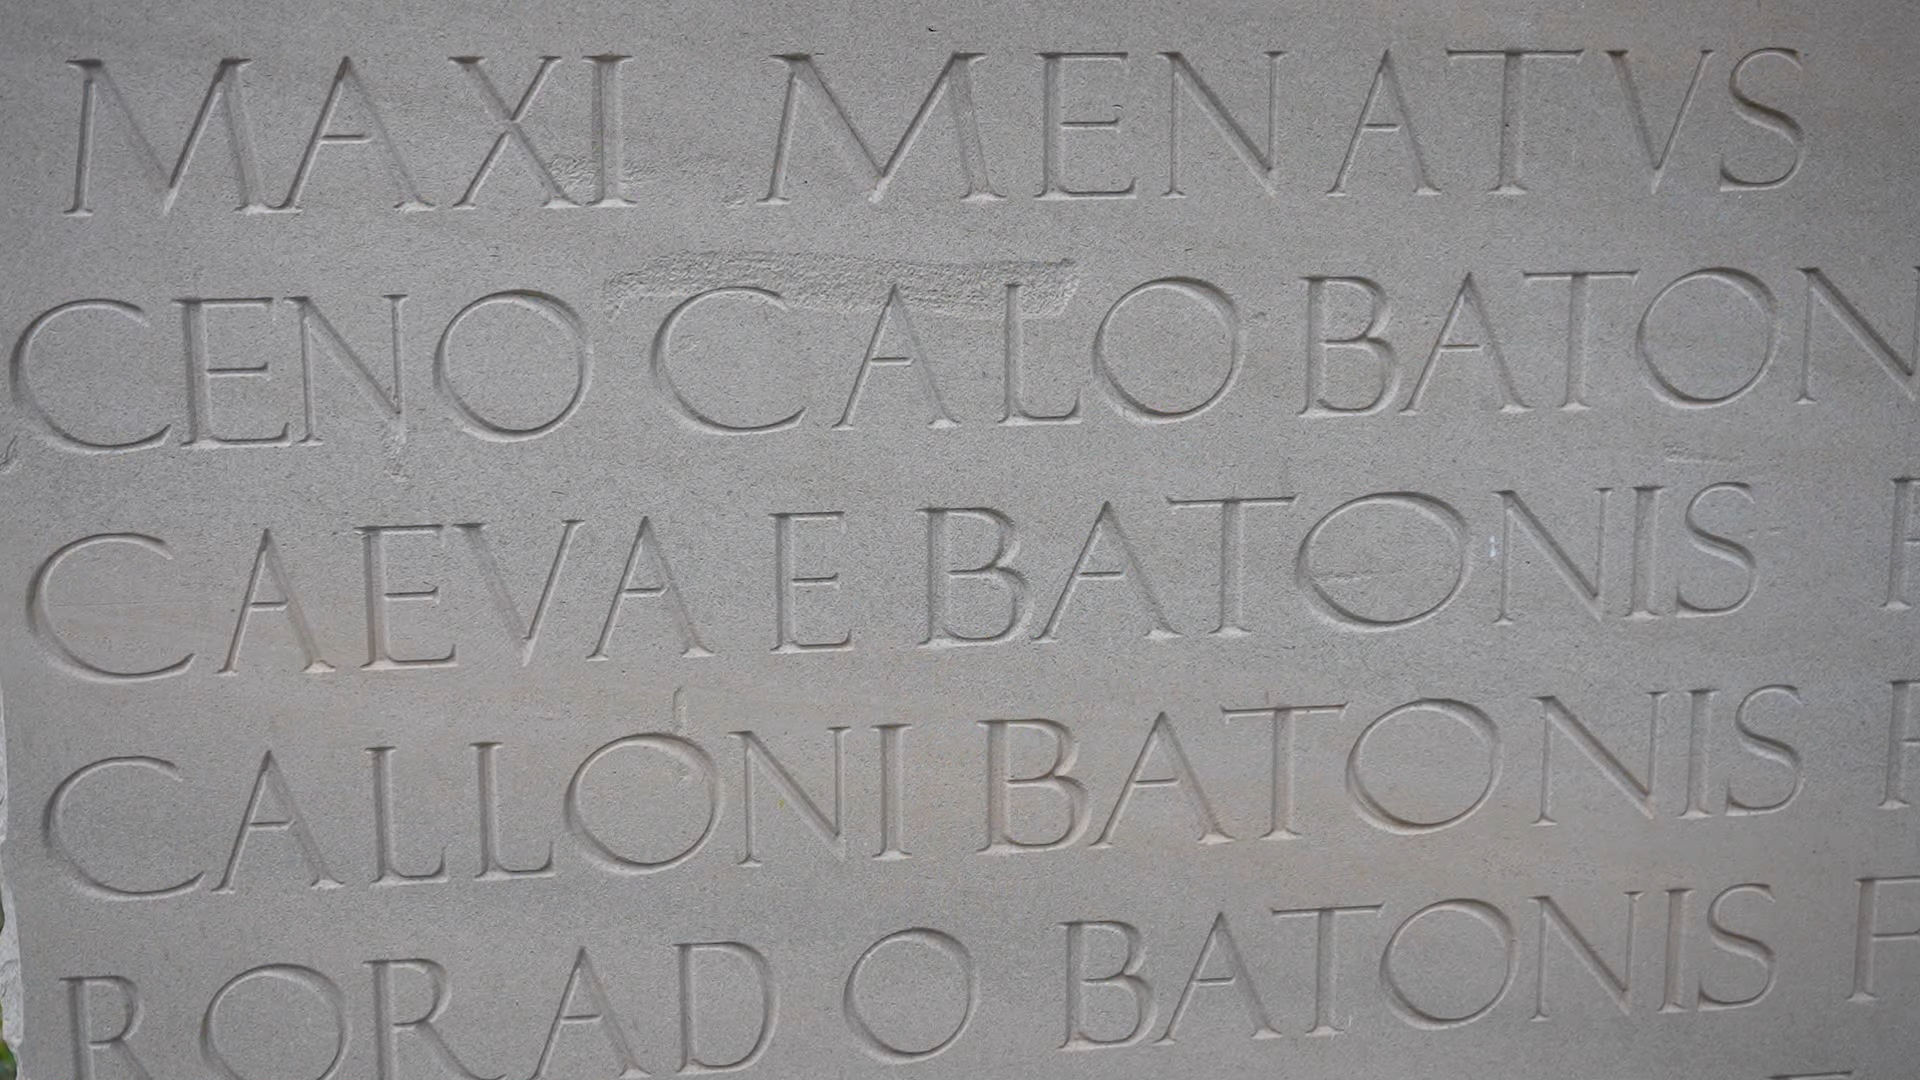 MAXI MENATVS
CENO CALO BATON
CAEVA E BATONIS F
CALLONI BATONIS F
RORAD O BATONIS F